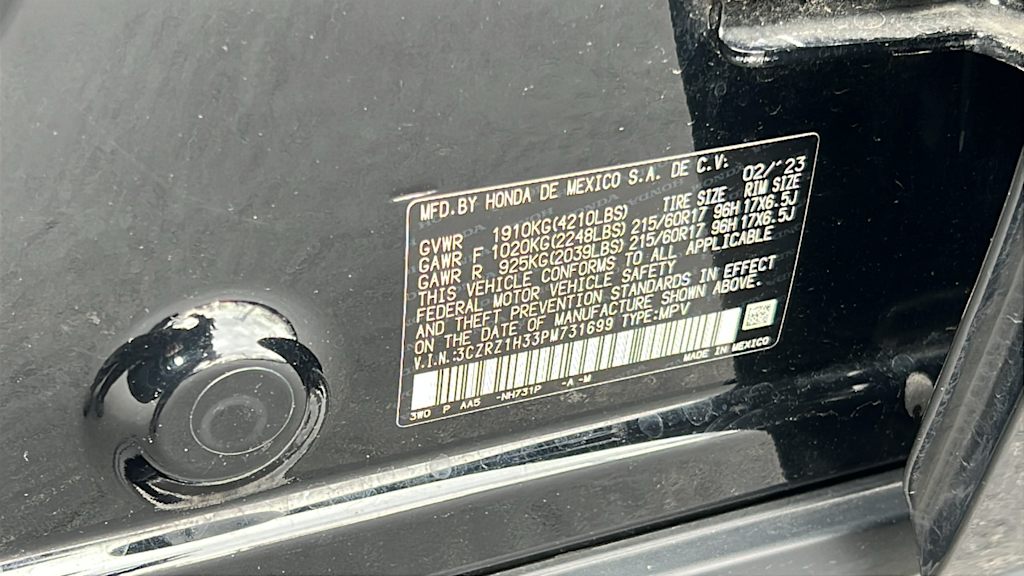 MFD.BY HONDA DE MEXICO S.A. DE C.V. 02/'23
GVWR 1910KG(4210LBS) TIRE SIZE RIM SIZE
GAWR F 1020KG(2248LBS) 215/60R17 96H 17X6.5J
GAWR R 925KG(2039LBS) 215/60R17 96H 17X6.5J
THIS VEHICLE CONFORMS TO ALL APPLICABLE
FEDERAL MOTOR VEHICLE SAFETY
AND THEFT PREVENTION STANDARDS IN EFFECT
ON THE DATE OF MANUFACTURE SHOWN ABOVE.
V.I.N.:3CZRZ1H33PM731699 TYPE:MPV
MADE IN MEXICO
3W0 P AA5 -NH731P -A-M